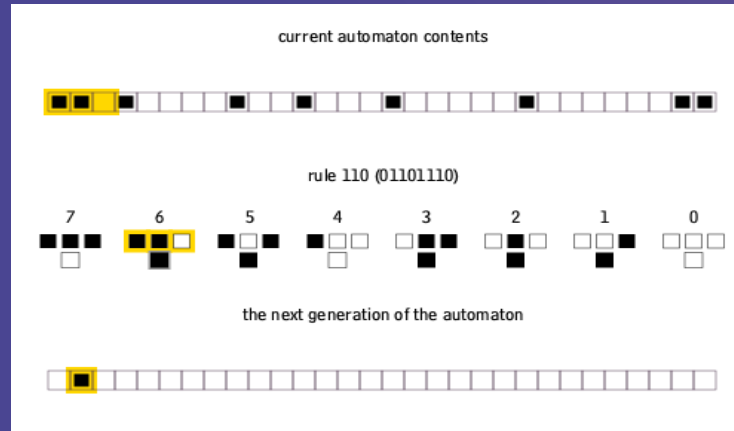 current automaton contents
rule 110 (01101110)
7 6 5 4 3 2 1 0
the next generation of the automaton